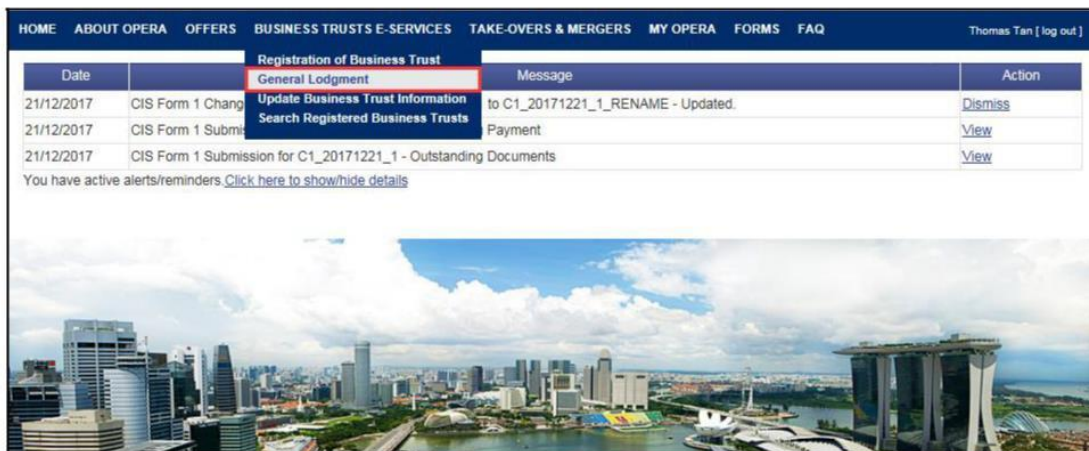 HOME ABOUT OPERA OFFERS BUSINESS TRUSTS E-SERVICES TAKE-OVERS & MERGERS MY OPERA FORMS FAQ Thomas Tan [ log out ]
Registration of Business Trust
General Lodgment
Update Business Trust Information
Search Registered Business Trusts
Date Message Action
21/12/2017 CIS Form 1 Chang to C1_20171221_1_RENAME - Updated. Dismiss
21/12/2017 CIS Form 1 Submis Payment View
21/12/2017 CIS Form 1 Submission for C1_20171221_1 - Outstanding Documents View
You have active alerts/reminders.Click here to show/hide details